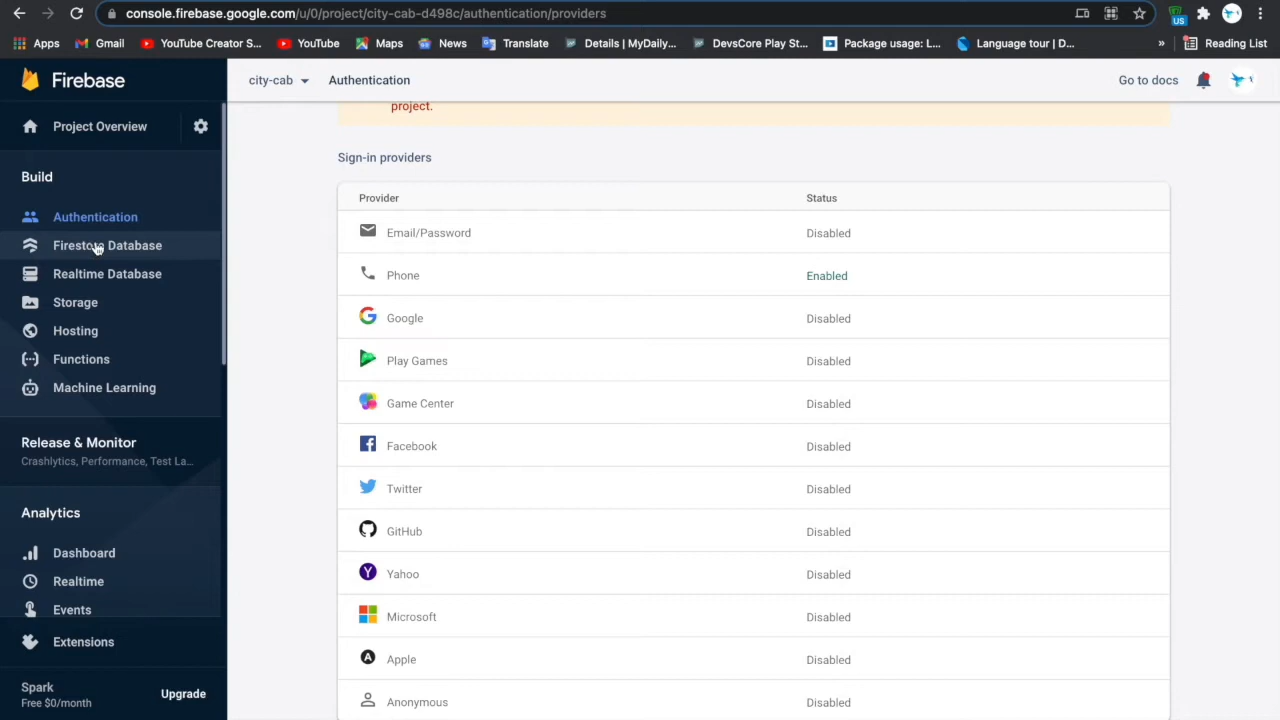 console.firebase.google.com/u/0/project/city-cab-d498c/authentication/providers
US
Apps
Gmail
YouTube Creator S...
YouTube
Maps
News
Translate
Details | MyDaily...
DevsCore Play St...
Package usage: L...
Language tour | D...
»
Reading List
Firebase
city-cab
Authentication
Go to docs
project.
Project Overview
Sign-in providers
Build
Provider Status
Authentication
Firestore Database
Realtime Database
Storage
Hosting
Functions
Machine Learning
Release & Monitor
Crashlytics, Performance, Test La...
Analytics
Dashboard
Realtime
Events
Extensions
Spark
Free $0/month
Upgrade
Email/Password Disabled
Phone Enabled
Google Disabled
Play Games Disabled
Game Center Disabled
Facebook Disabled
Twitter Disabled
GitHub Disabled
Yahoo Disabled
Microsoft Disabled
Apple Disabled
Anonymous Disabled